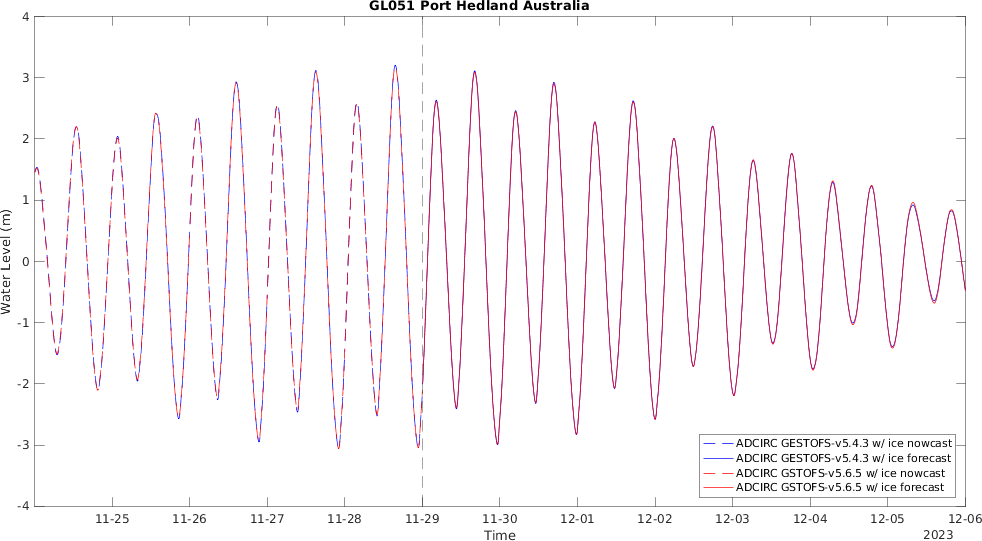 GL051 Port Hedland Australia
4
3
2
1
0
-1
-2
-3
-4
Water Level (m)
11-25 11-26 11-27 11-28 11-29 11-30 12-01 12-02 12-03 12-04 12-05 12-06
Time
2023
ADCIRC GESTOFS-v5.4.3 w/ ice nowcast
ADCIRC GESTOFS-v5.4.3 w/ ice forecast
ADCIRC GSTOFS-v5.6.5 w/ ice nowcast
ADCIRC GSTOFS-v5.6.5 w/ ice forecast